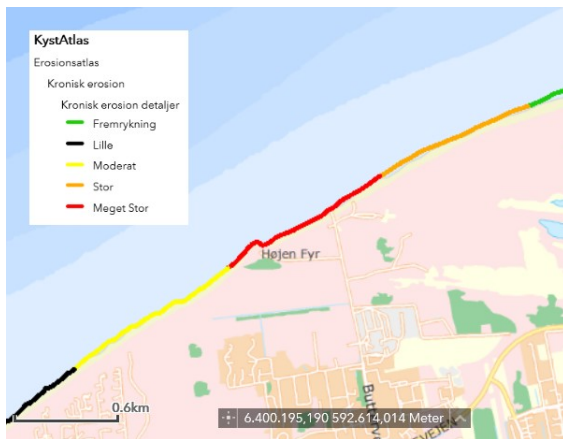 KystAtlas
Erosionsatlas
Kronisk erosion
Kronisk erosion detaljer
Fremrykning
Lille
Moderat
Stor
Meget Stor
Højen Fyr
0.6km
6.400.195,190 592.614,014 Meter